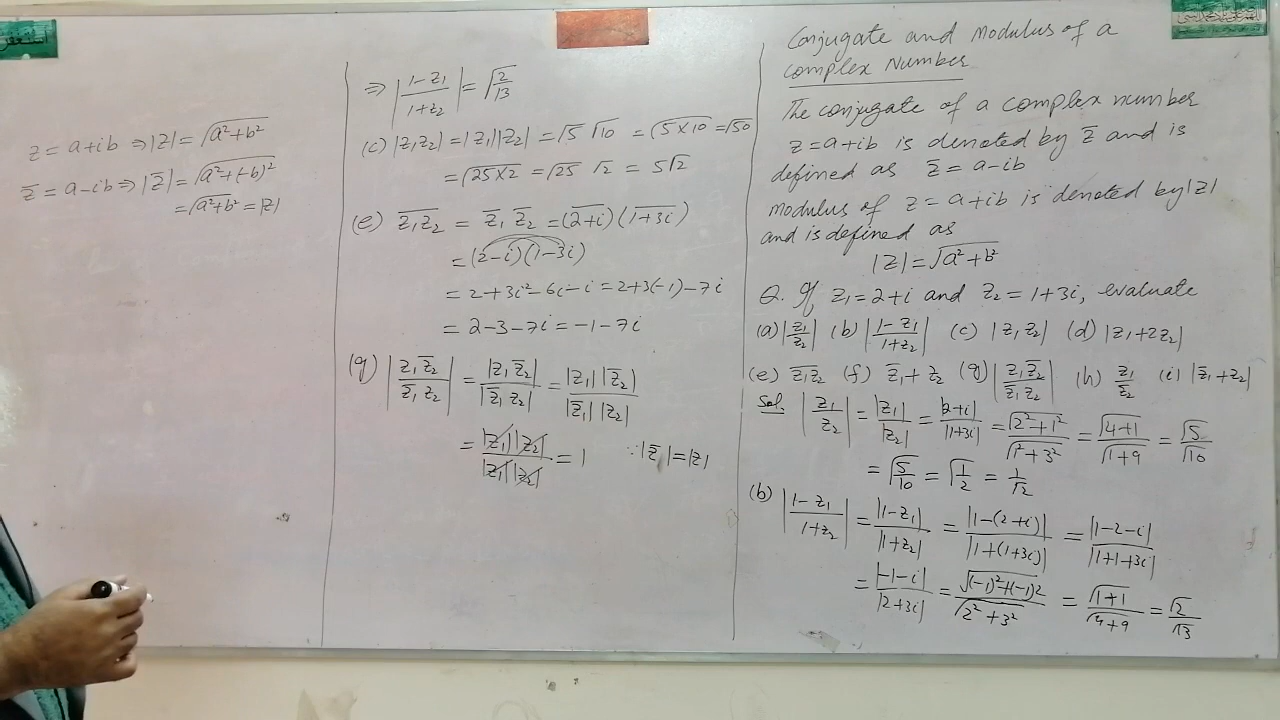 استغفر
Conjugate and Modulus of a
Complex Number
The conjugate of a complex number
z = a+ib is denoted by z̄ and is
defined as z̄ = a-ib
Modulus of z = a+ib is denoted by |z|
and is defined as
|z| = √(a²+b²)
Q. If z₁=2+i and z₂=1+3i, evaluate
(a) |z₁/z₂| (b) |(1-z₁)/(1+z₂)| (c) |z₁z₂| (d) |z₁+2z₂|
(e) \overline{z₁z₂} (f) z̄₁+z₂ (g) |(z₁z̄₂)/(z̄₁z₂)| (h) z₁/z̄₂ (i) |z̄₁+z₂|
Sol. |z₁/z₂| = |z₁|/|z₂| = |2+i|/|1+3i| = √(2²+1²)/√(1²+3²) = √(4+1)/√(1+9) = √5/√10
= √(5/10) = √(1/2) = 1/√2
(b) |(1-z₁)/(1+z₂)| = |1-z₁|/|1+z₂| = |1-(2+i)|/|1+(1+3i)| = |1-2-i|/|1+1+3i|
= |-1-i|/|2+3i| = √((-1)²+(-1)²)/√(2²+3²) = √(1+1)/√(4+9) = √2/√13
⇒ |(1-z₁)/(1+z₂)| = √(2/13)
(c) |z₁z₂| = |z₁||z₂| = √5 √10 = √(5×10) = √50
= √(25×2) = √25 √2 = 5√2
(e) \overline{z₁z₂} = z̄₁ z̄₂ = \overline{(2+i)} \overline{(1+3i)}
= (2-i)(1-3i)
= 2+3i²-6i-i = 2+3(-1)-7i
= 2-3-7i = -1-7i
(g) |(z₁z̄₂)/(z̄₁z₂)| = |z₁z̄₂|/|z̄₁z₂| = |z₁||z̄₂|/|z̄₁||z₂|
= |z₁||z₂|/|z₁||z₂| = 1 ∵ |z̄|=|z|
z = a+ib ⇒ |z| = √(a²+b²)
z̄ = a-ib ⇒ |z̄| = √(a²+(-b)²)
= √(a²+b²) = |z|